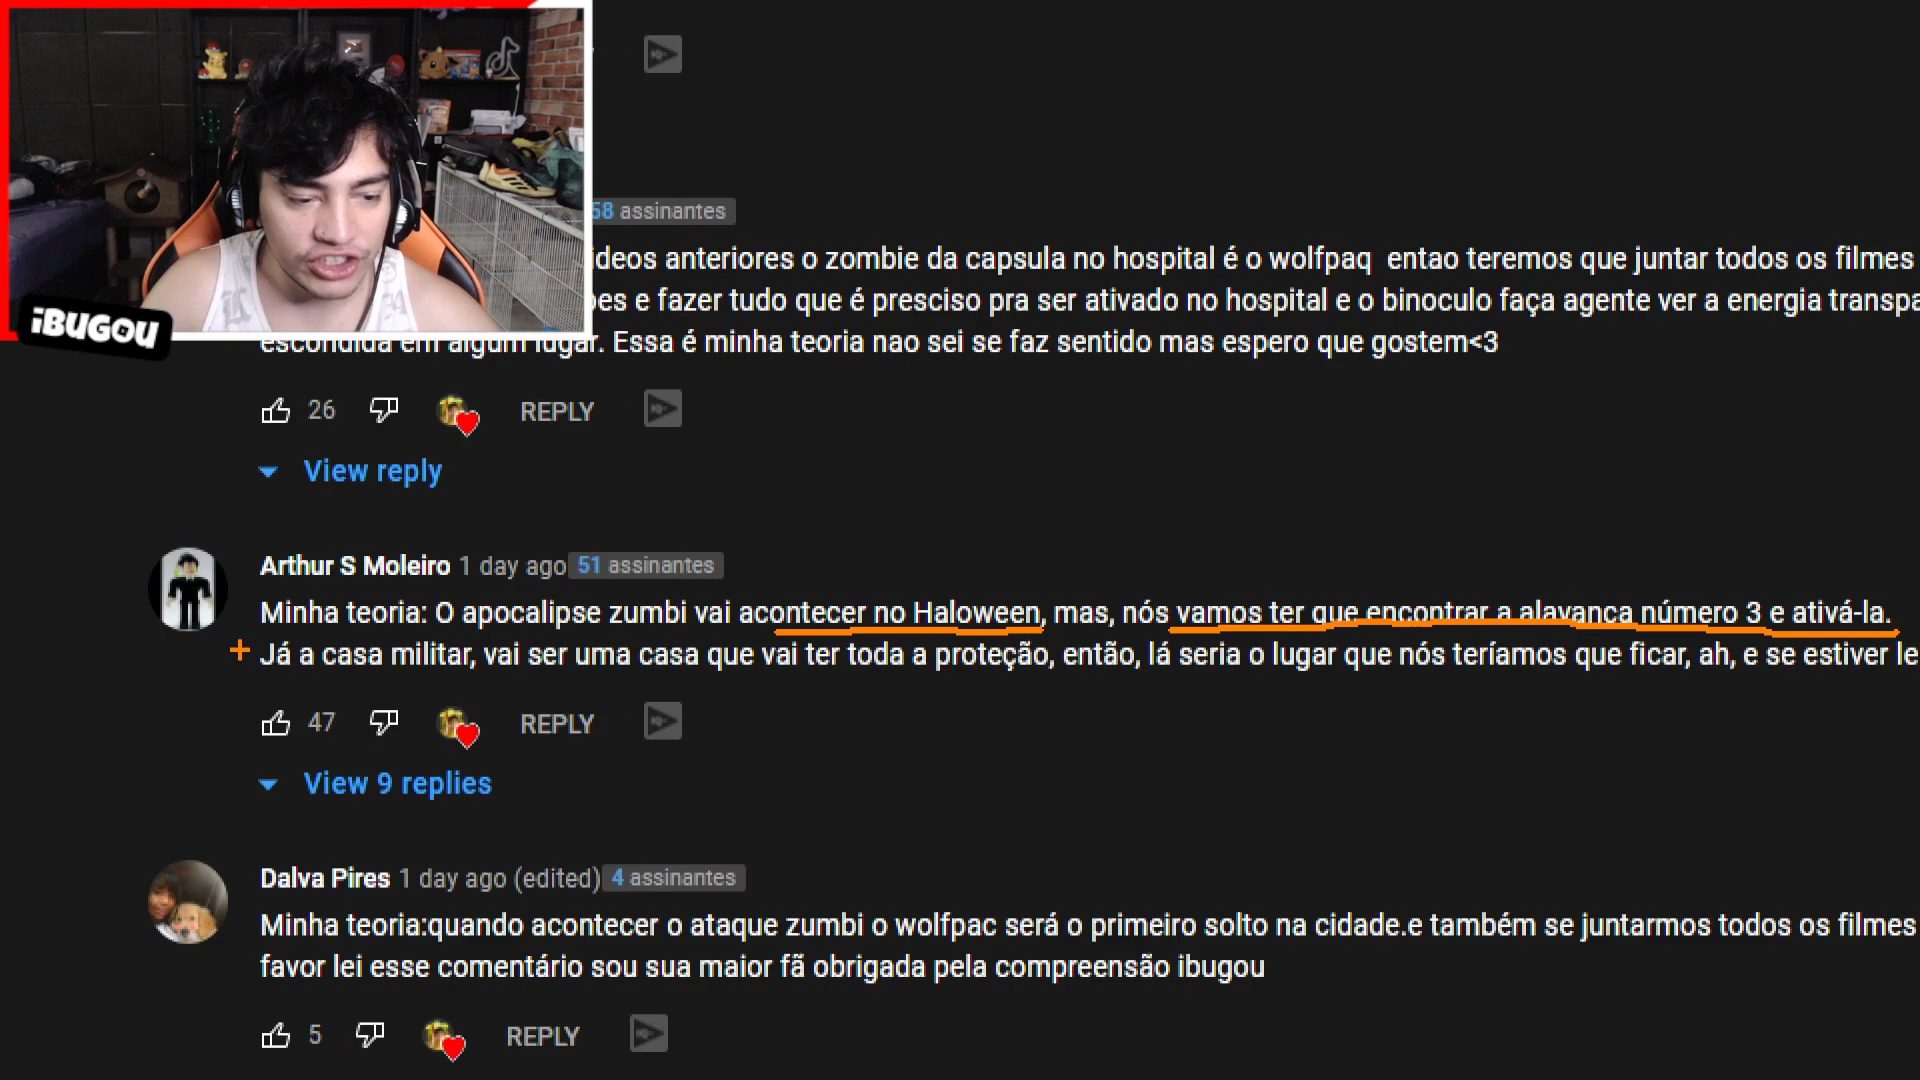 58 assinantes
ideos anteriores o zombie da capsula no hospital é o wolfpaq entao teremos que juntar todos os filmes
es e fazer tudo que é presciso pra ser ativado no hospital e o binoculo faça agente ver a energia transpa
escondida em algum lugar. Essa é minha teoria nao sei se faz sentido mas espero que gostem<3
iBUGOU
26 REPLY
View reply
Arthur S Moleiro 1 day ago 51 assinantes
Minha teoria: O apocalipse zumbi vai acontecer no Haloween, mas, nós vamos ter que encontrar a alavanca número 3 e ativá-la.
+ Já a casa militar, vai ser uma casa que vai ter toda a proteção, então, lá seria o lugar que nós teríamos que ficar, ah, e se estiver le
47 REPLY
View 9 replies
Dalva Pires 1 day ago (edited) 4 assinantes
Minha teoria:quando acontecer o ataque zumbi o wolfpac será o primeiro solto na cidade.e também se juntarmos todos os filmes
favor lei esse comentário sou sua maior fã obrigada pela compreensão ibugou
5 REPLY